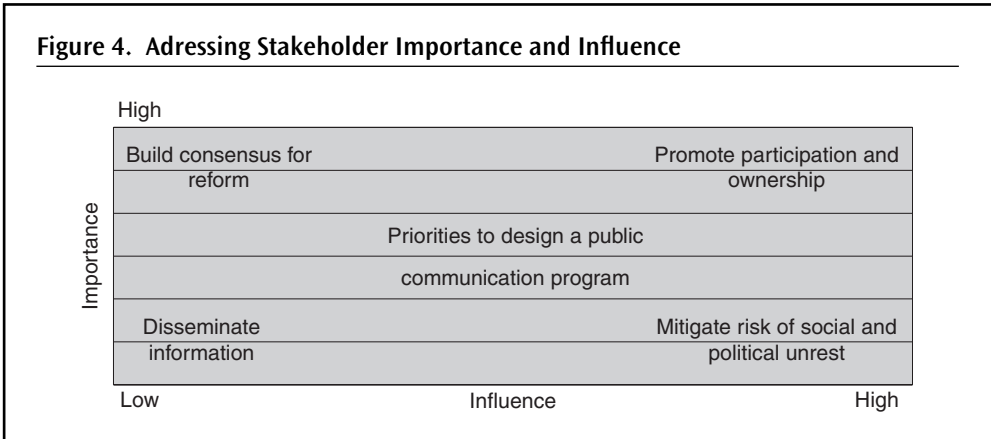 Figure 4. Adressing Stakeholder Importance and Influence
High
Build consensus for
reform
Promote participation and
ownership
Importance
Priorities to design a public
communication program
Disseminate
information
Mitigate risk of social and
political unrest
Low
Influence
High